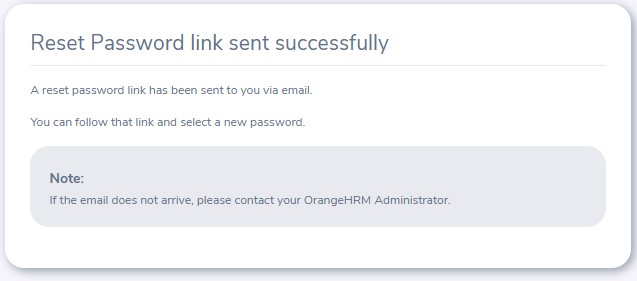 Reset Password link sent successfully
A reset password link has been sent to you via email.
You can follow that link and select a new password.
Note:
If the email does not arrive, please contact your OrangeHRM Administrator.